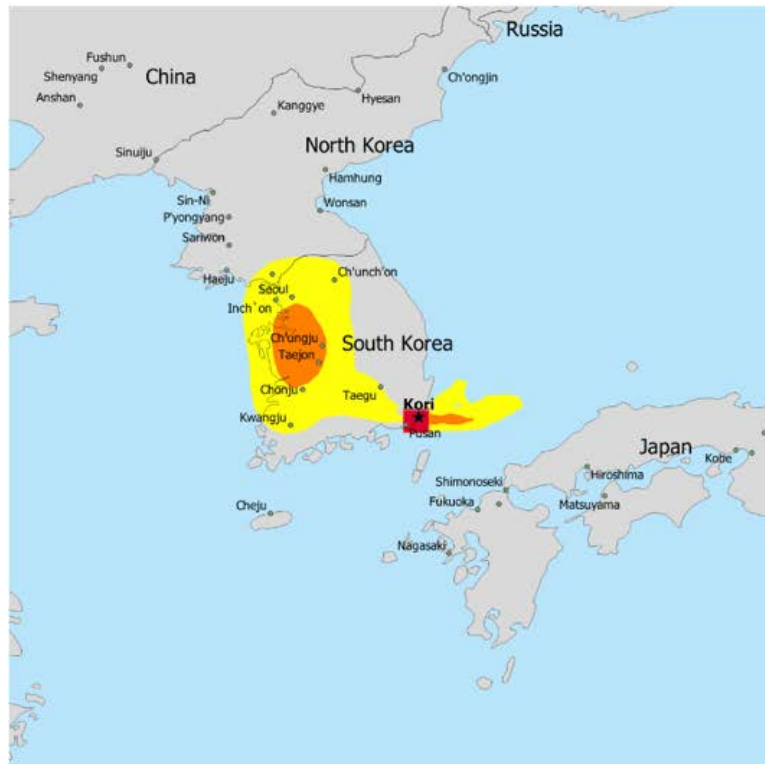 Russia
Fushun
Shenyang
China
Ch'ongjin
Anshan
Hyesan
Kanggye
North Korea
Sinuiju
Hamhung
Sin-Ni
Wonsan
P'yongyang
Sariwon
Haeju
Ch'unch'on
Seoul
Inch`on
Ch'ungju
South Korea
Taejon
Chonju
Taegu
Kori
Kwangju
Pusan
Japan
Kobe
Hiroshima
Shimonoseki
Fukuoka
Matsuyama
Cheju
Nagasaki